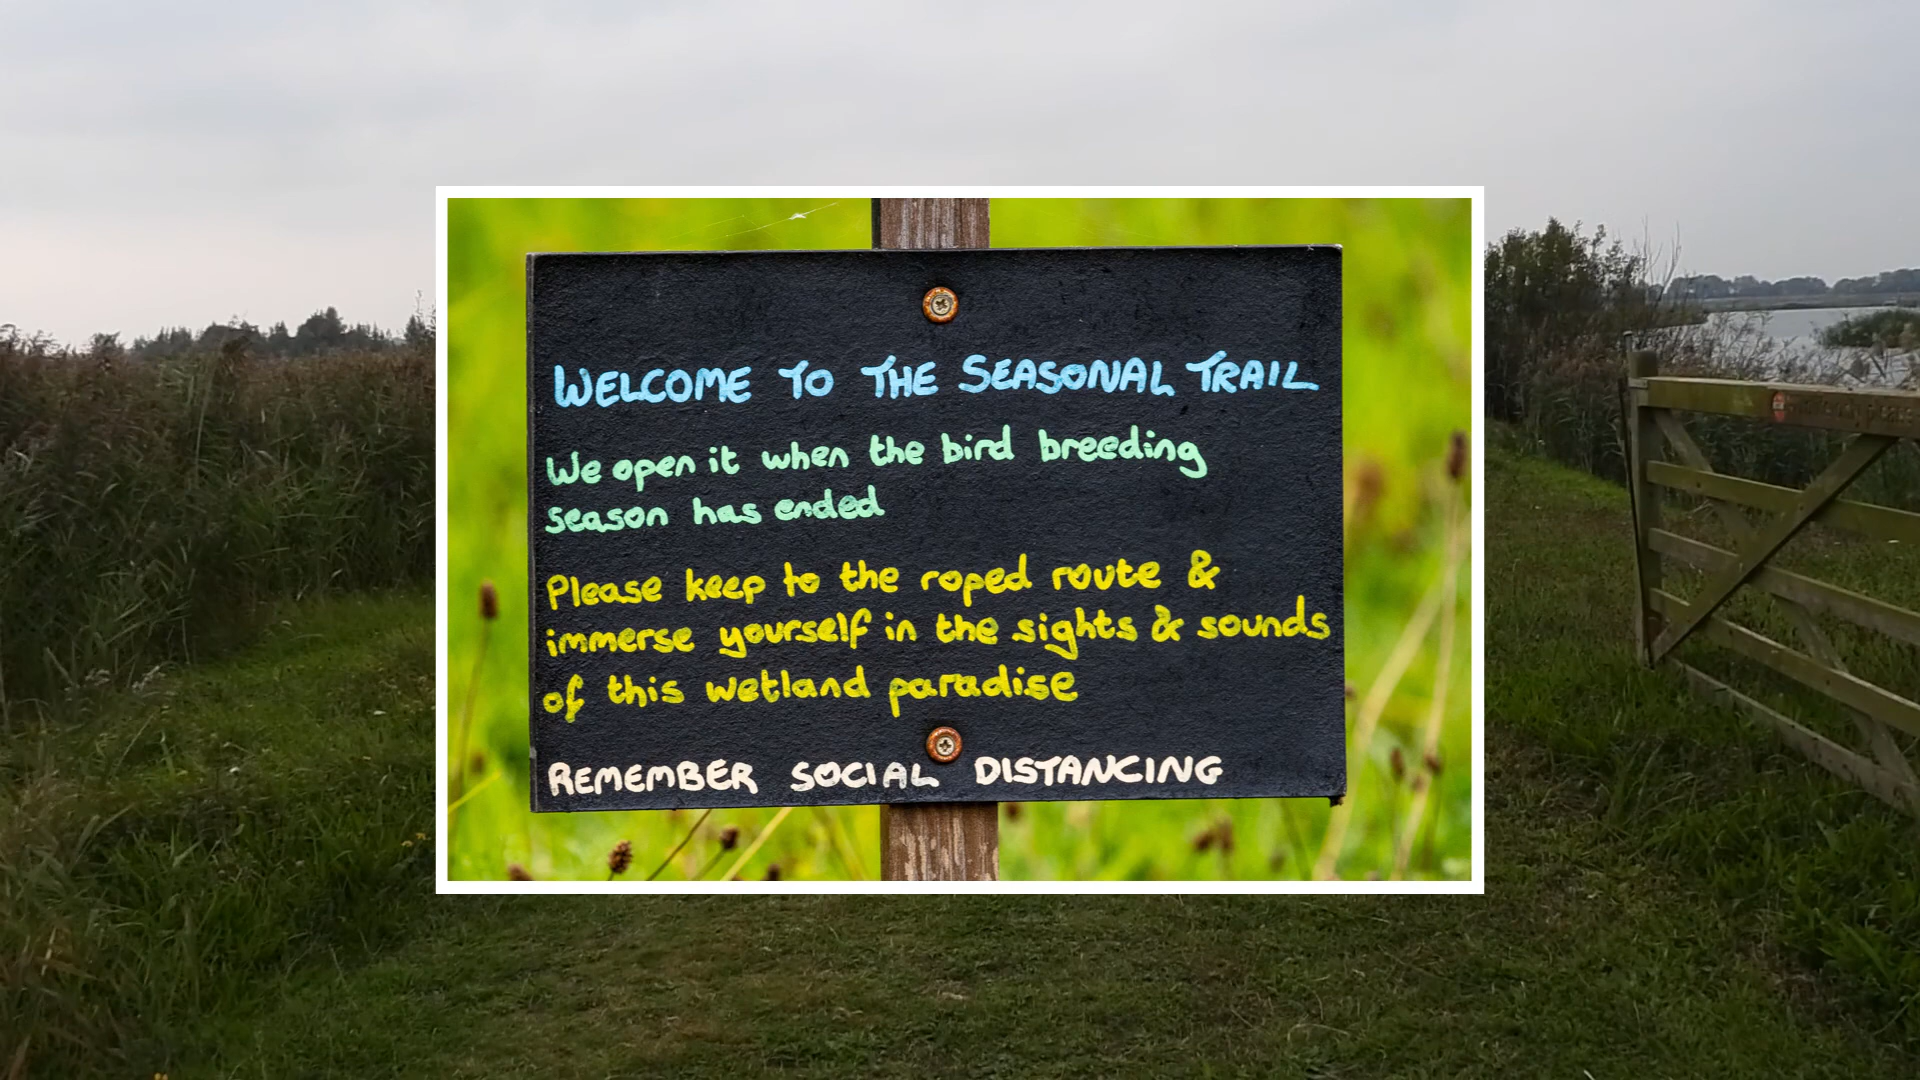 WELCOME TO THE SEASONAL TRAIL
We open it when the bird breeding
season has ended
Please keep to the roped route &
immerse yourself in the sights & sounds
of this wetland paradise
REMEMBER SOCIAL DISTANCING